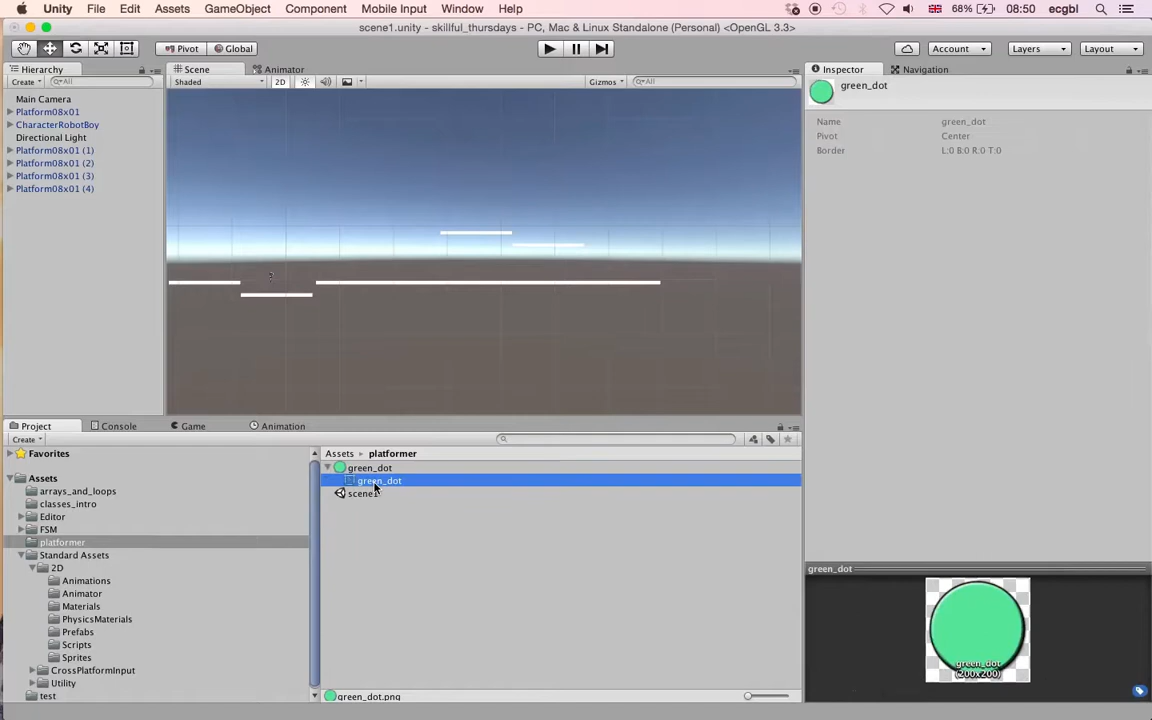 Unity File Edit Assets GameObject Component Mobile Input Window Help 68% 08:50 ecgbl
scene1.unity - skillful_thursdays - PC, Mac & Linux Standalone (Personal) <OpenGL 3.3>
Pivot Global Account Layers Layout
Hierarchy Scene Animator Inspector Navigation
Create All Shaded 2D Gizmos All green_dot
Main Camera
Platform08x01
CharacterRobotBoy
Directional Light
Platform08x01 (1)
Platform08x01 (2)
Platform08x01 (3)
Platform08x01 (4)
Name green_dot
Pivot Center
Border L:0 B:0 R:0 T:0
Project Console Game Animation
Create
Favorites
Assets
arrays_and_loops
classes_intro
Editor
FSM
platformer
Standard Assets
2D
Animations
Animator
Materials
PhysicsMaterials
Prefabs
Scripts
Sprites
CrossPlatformInput
Utility
test
Assets platformer
green_dot
green_dot
scene1
green_dot.png
green_dot
green_dot
(200x200)